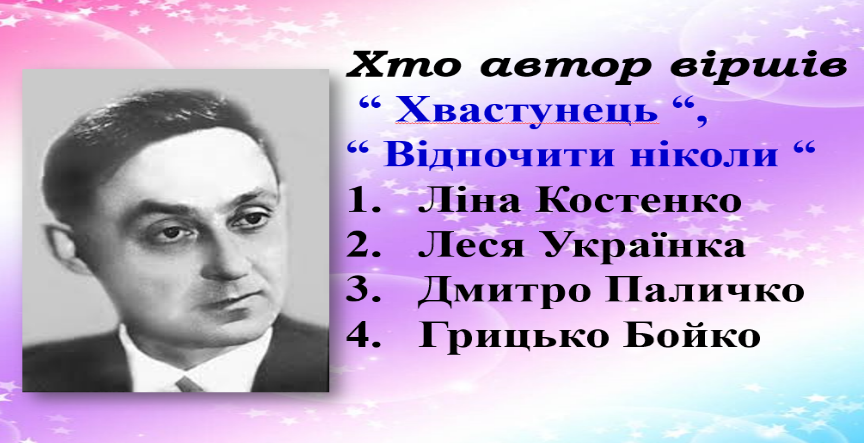 Хто автор віршів
“ Хвастунець “,
“ Відпочити ніколи “
1. Ліна Костенко
2. Леся Українка
3. Дмитро Паличко
4. Грицько Бойко